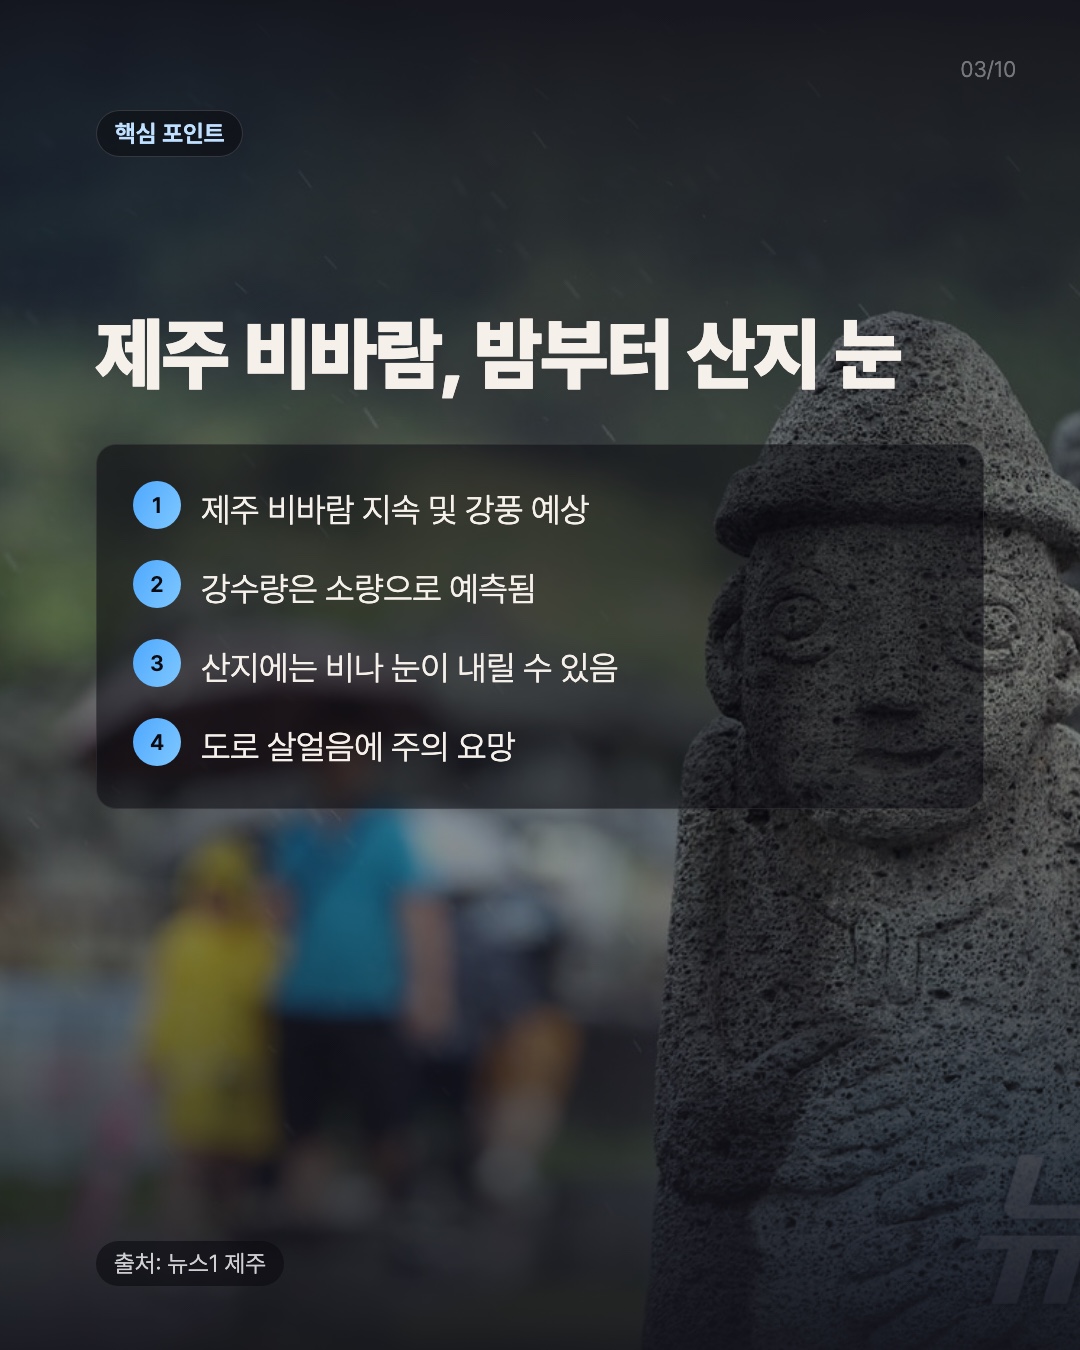 03/10
핵심 포인트
제주 비바람, 밤부터 산지 눈
1 제주 비바람 지속 및 강풍 예상
2 강수량은 소량으로 예측됨
3 산지에는 비나 눈이 내릴 수 있음
4 도로 살얼음에 주의 요망
출처: 뉴스1 제주
뉴